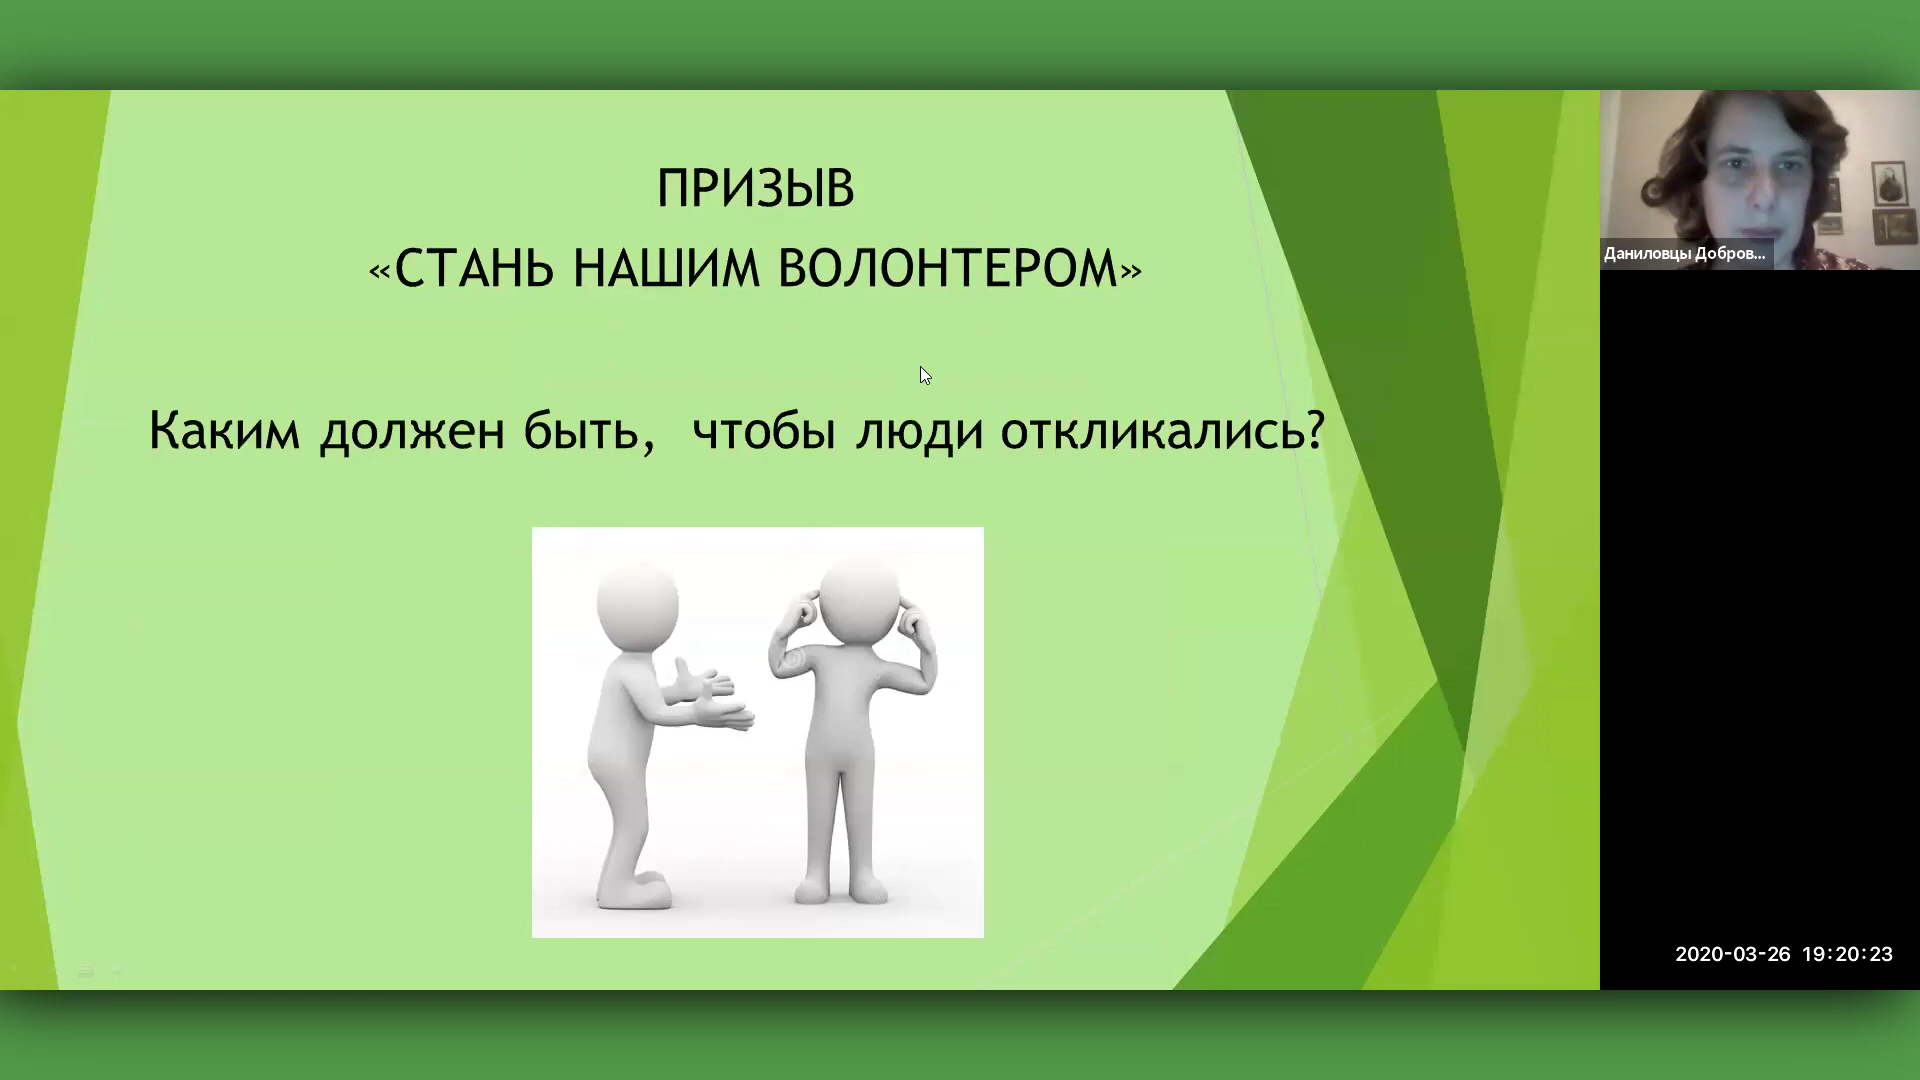 ПРИЗЫВ
«СТАНЬ НАШИМ ВОЛОНТЕРОМ»
Каким должен быть, чтобы люди откликались?
Даниловцы Добров...
2020-03-26 19:20:23